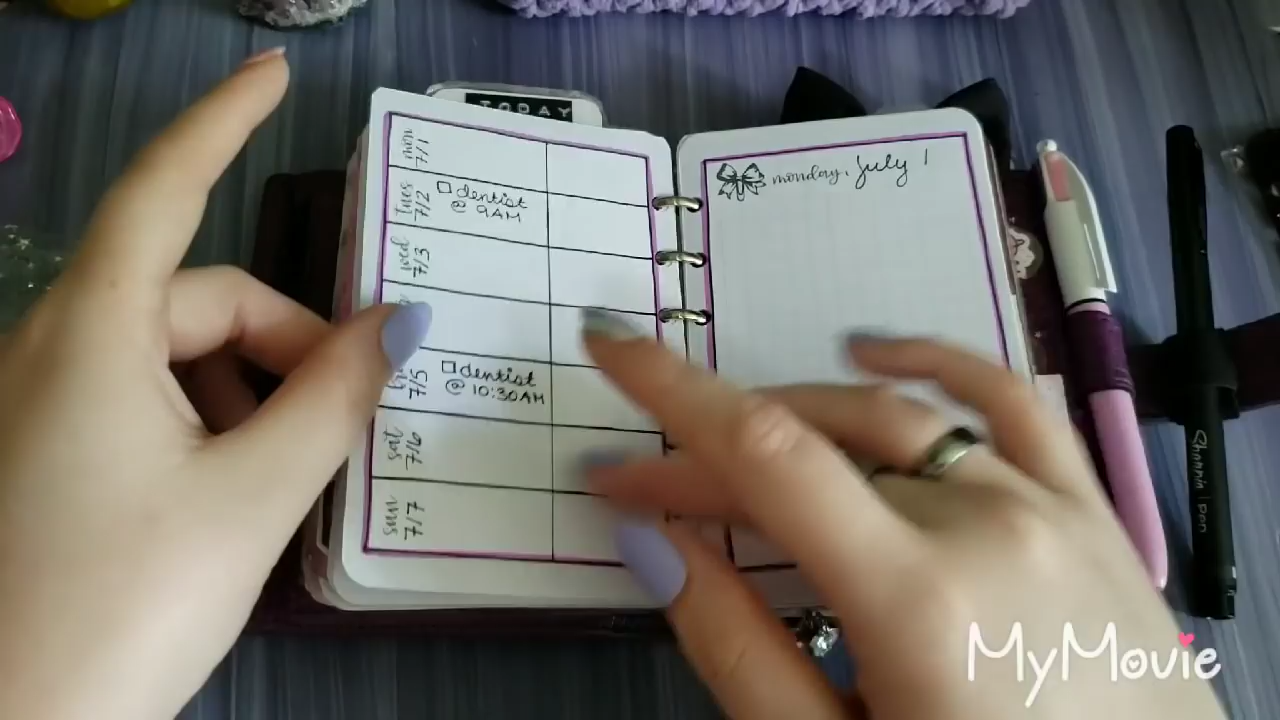 TODAY
mon
7/1
tues
7/2
dentist
@ 9AM
wed
7/3
7/5
dentist
@ 10:30AM
sat
7/6
sun
7/7
monday, july 1
Sharpie Pen
MyMovie